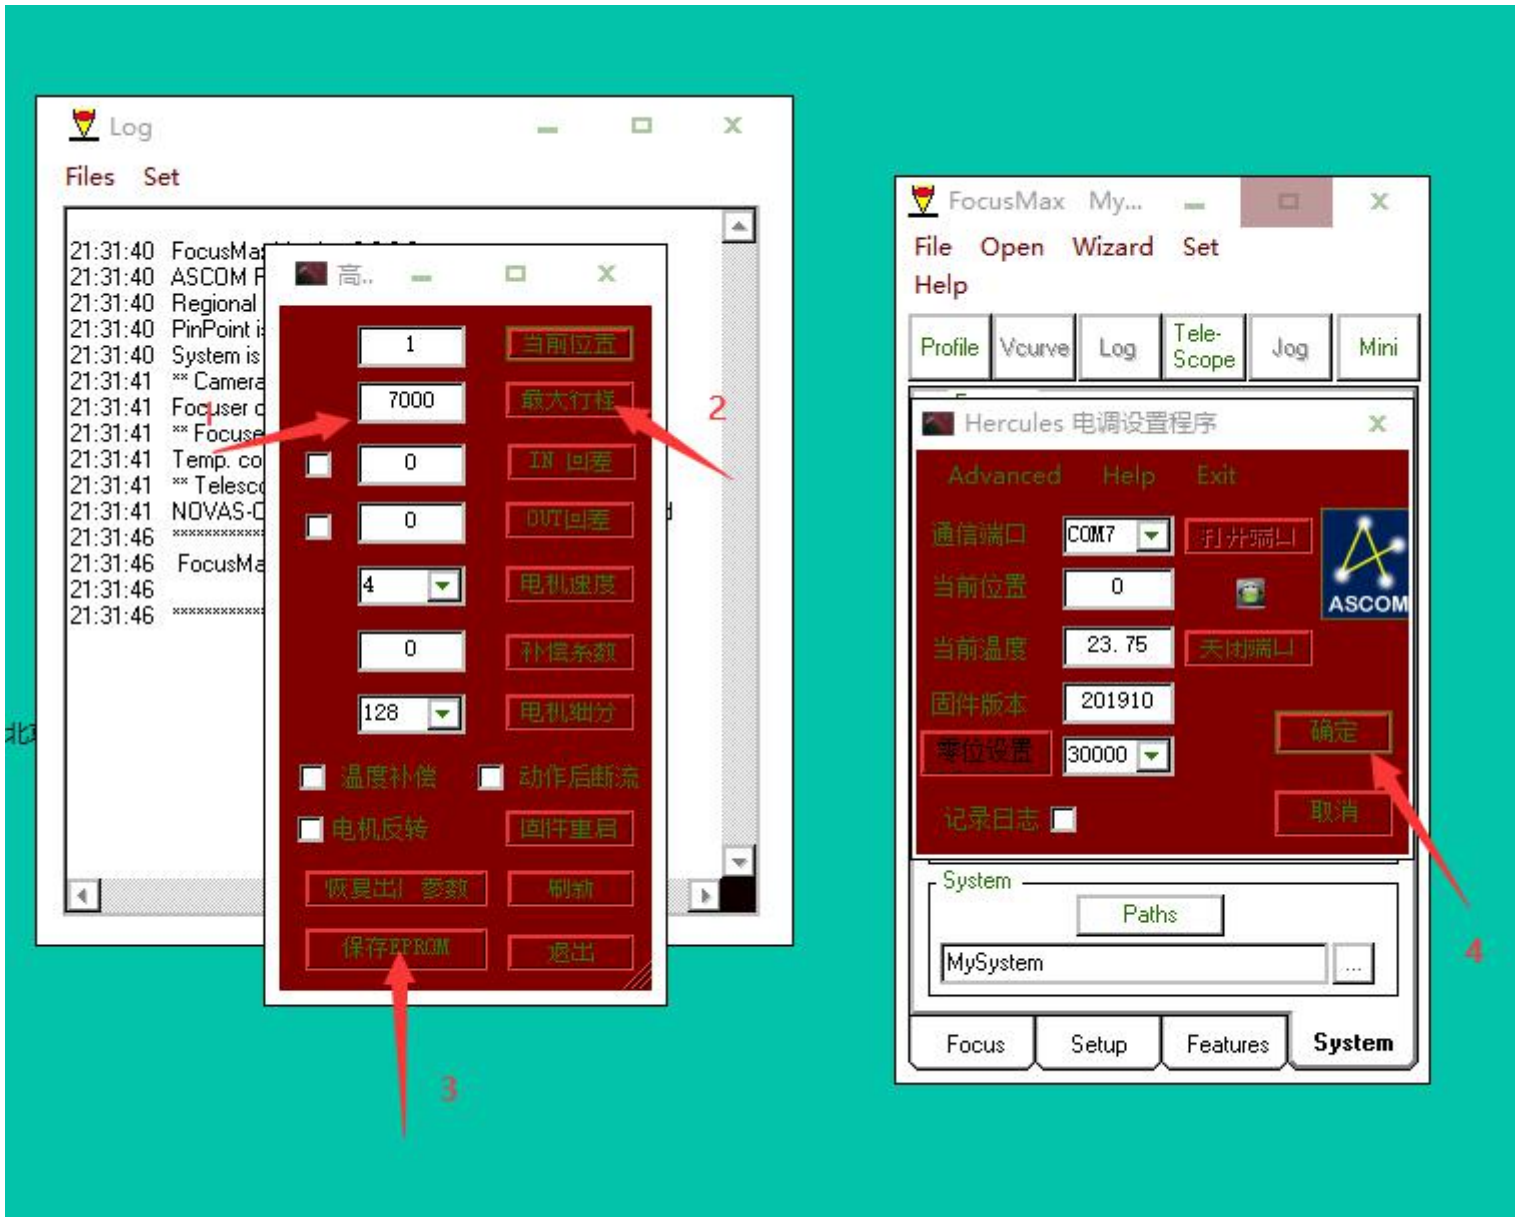 Log
Files Set
21:31:40 FocusMax
21:31:40 ASCOM P
21:31:40 Regional
21:31:40 PinPoint is
21:31:40 System is
21:31:41 ** Camera
21:31:41 Focuser c
21:31:41 ** Focuse
21:31:41 Temp. co
21:31:41 ** Telesco
21:31:41 NOVAS-C
21:31:46 ************
21:31:46 FocusMa
21:31:46
21:31:46 ************
1
高..
1 当前位置
7000 最大行程
2
0 IN 回差
0 OUT回差
4 电机速度
0 补偿系数
128 电机细分
温度补偿 动作后断流
电机反转 固件重启
恢复出厂参数 刷新
保存EPROM 退出
3
FocusMax My...
File Open Wizard Set
Help
Profile Vcurve Log Tele-Scope Jog Mini
Hercules 电调设置程序
Advanced Help Exit
通信端口 COM7 打开端口
当前位置 0
ASCOM
当前温度 23.75 关闭端口
固件版本 201910
确定
零位设置 30000
取消
记录日志
4
System
Paths
MySystem ...
Focus Setup Features System